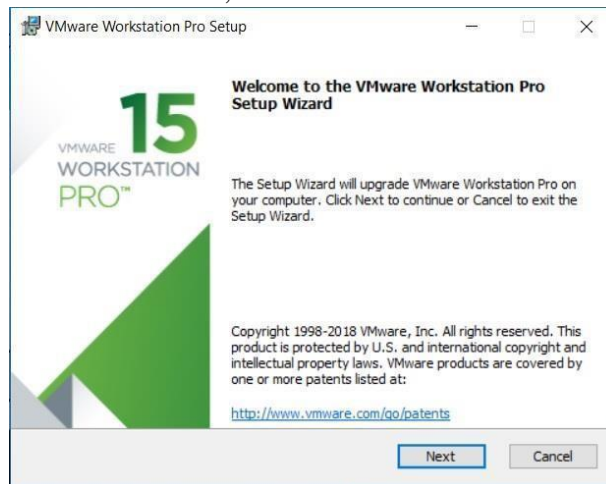 VMware Workstation Pro Setup
15
VMWARE
WORKSTATION
PRO™
Welcome to the VMware Workstation Pro
Setup Wizard
The Setup Wizard will upgrade VMware Workstation Pro on
your computer. Click Next to continue or Cancel to exit the
Setup Wizard.
Copyright 1998-2018 VMware, Inc. All rights reserved. This
product is protected by U.S. and international copyright and
intellectual property laws. VMware products are covered by
one or more patents listed at:
http://www.vmware.com/go/patents
Next Cancel